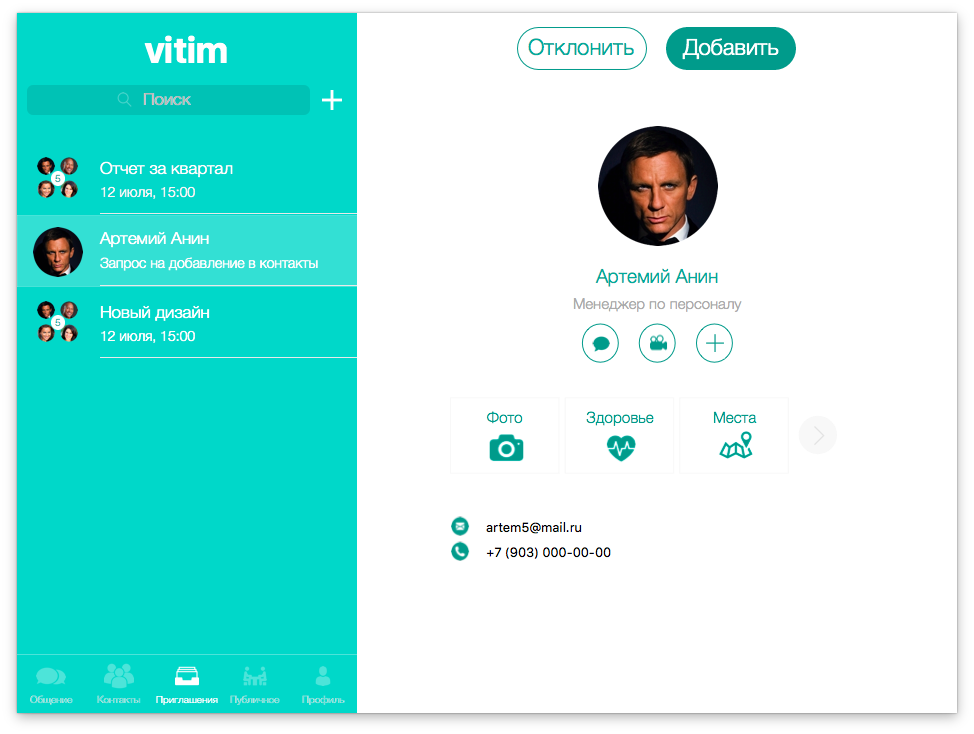 vitim
Поиск
Отчет за квартал
12 июля, 15:00
5
Артемий Анин
Запрос на добавление в контакты
Новый дизайн
12 июля, 15:00
5
Общение
Контакты
Приглашения
Публичное
Профиль
Отклонить
Добавить
Артемий Анин
Менеджер по персоналу
Фото
Здоровье
Места
artem5@mail.ru
+7 (903) 000-00-00